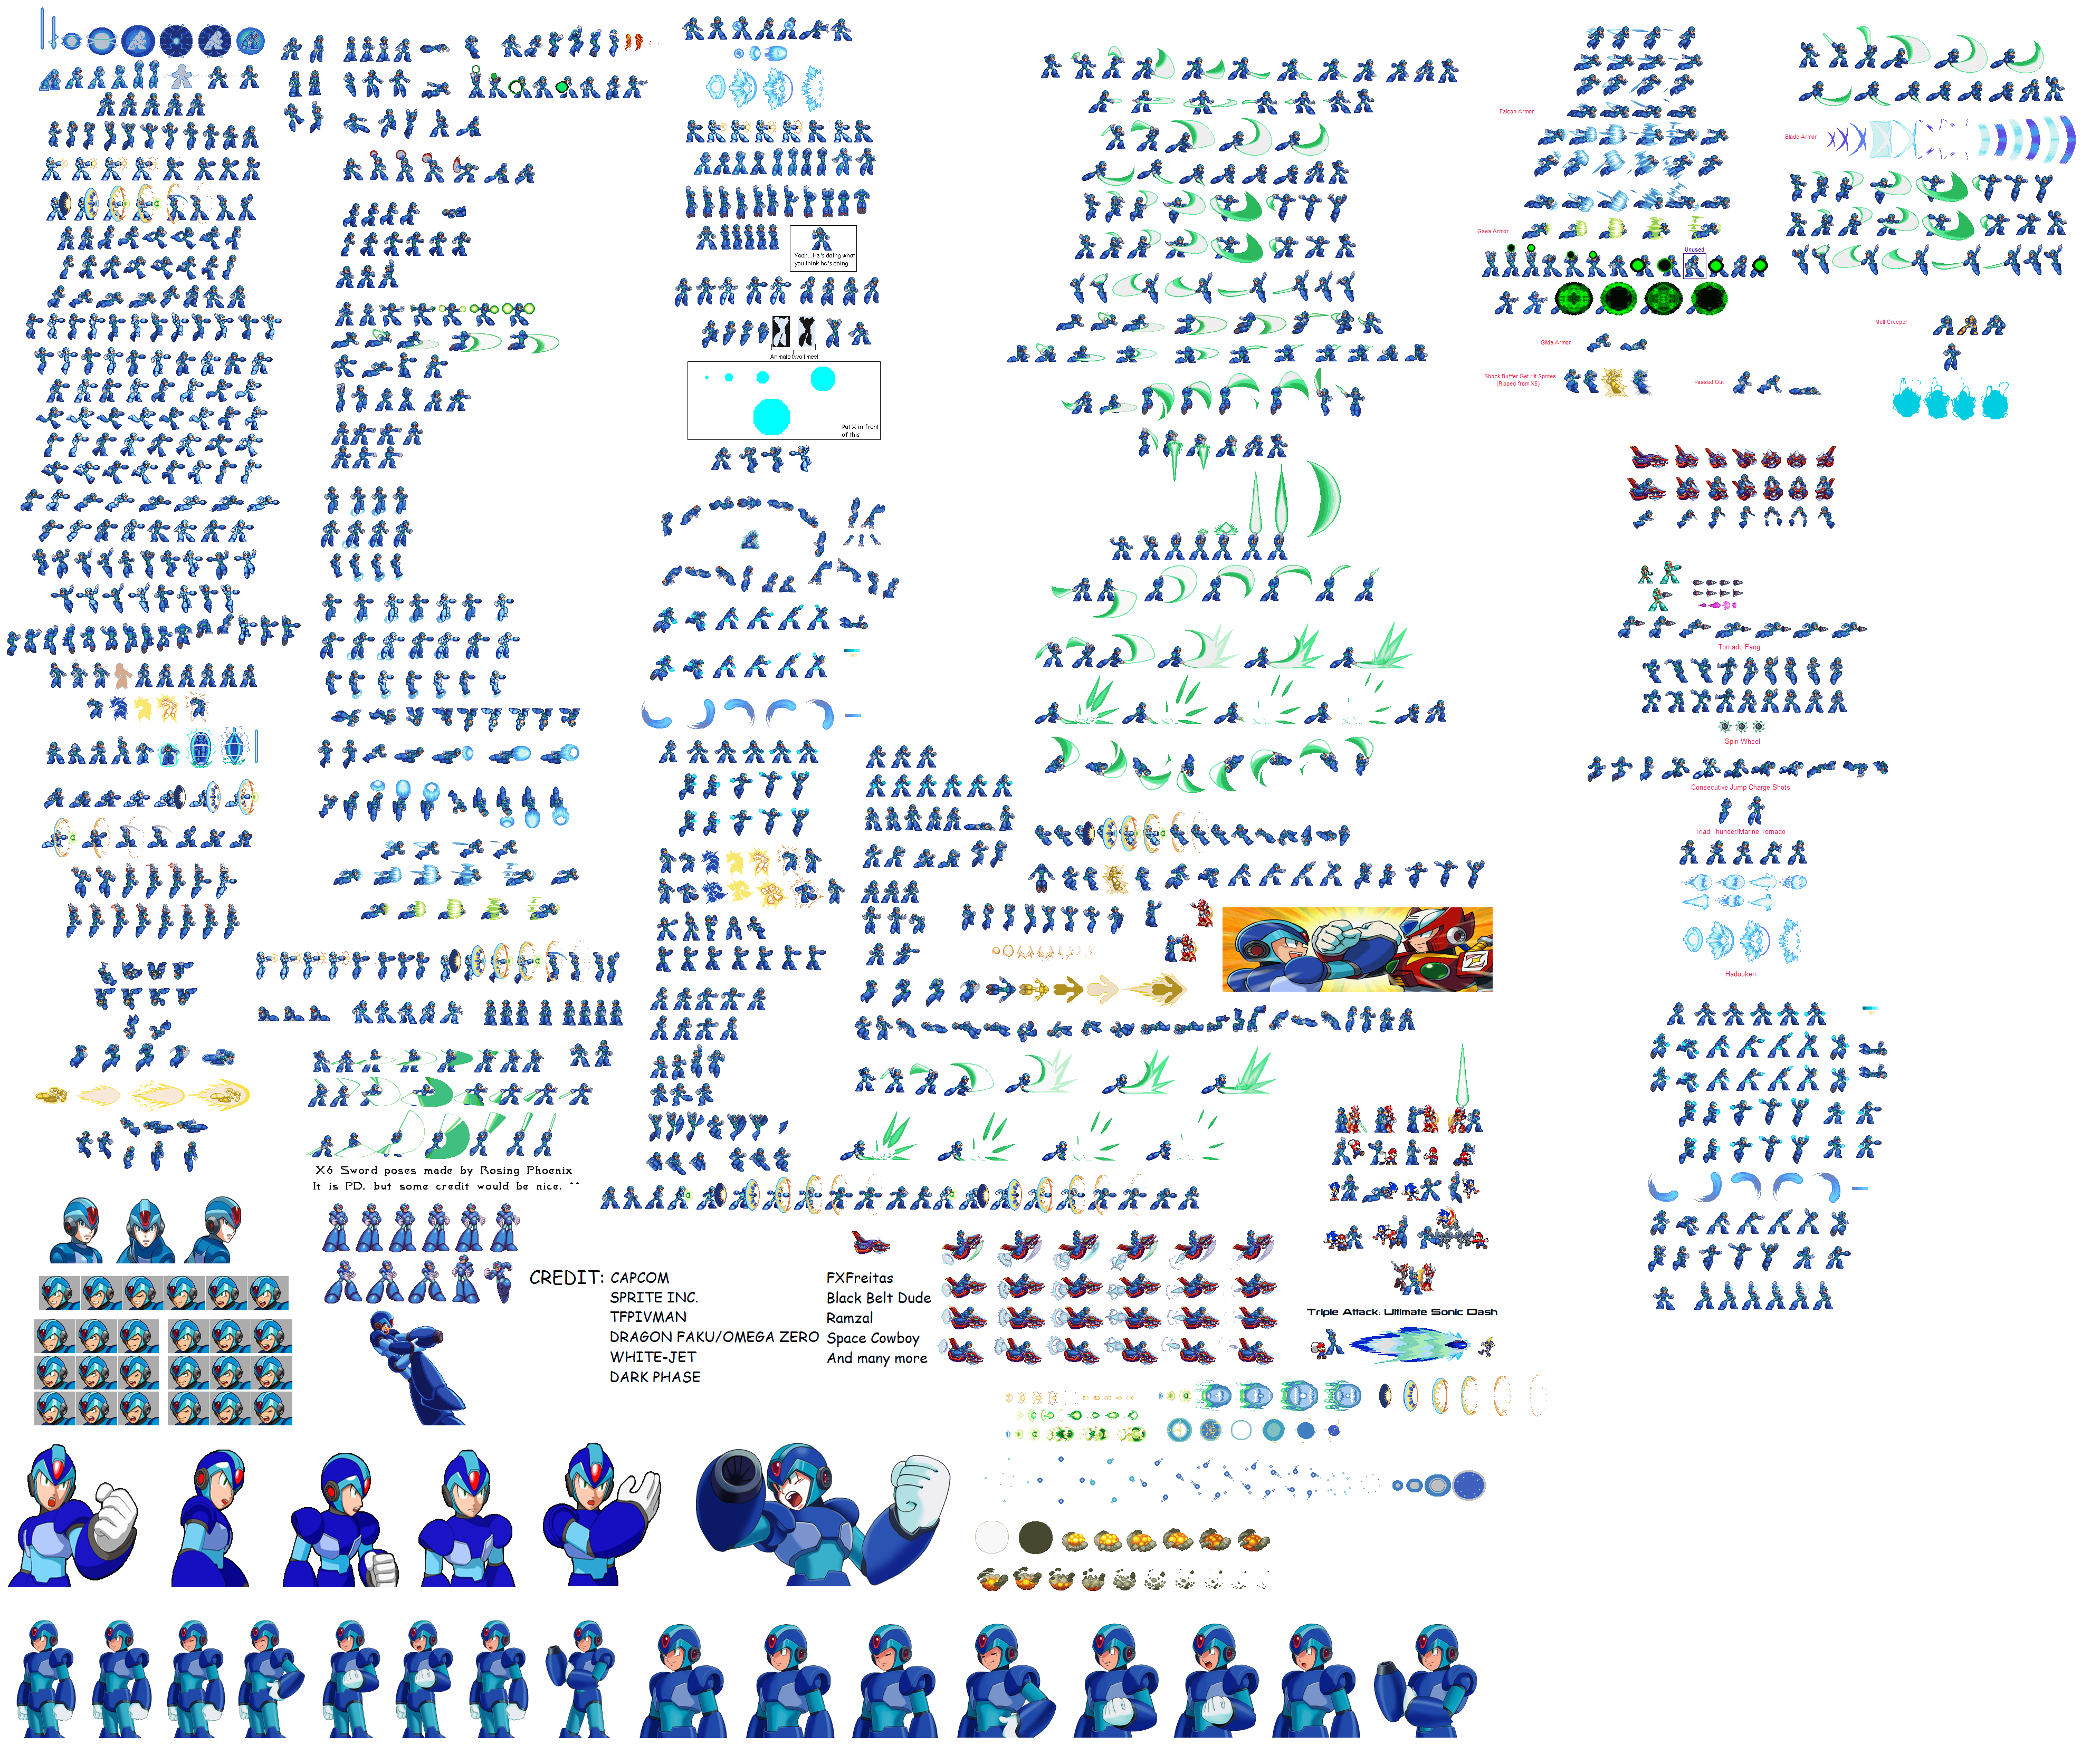 Falcon Armor
Blade Armor
Gaea Armor
Unused
Yeah...He's doing what
you think he's doing....
Melt Creeper
Glide Armor
Animate two times!
Shock Buffer Get Hit Sprites
(Ripped from X5)
Passed Out
Put X in front
of this
Tornado Fang
Spin Wheel
Consecutive Jump Charge Shots
Triad Thunder/Marine Tornado
Hadouken
X6 Sword poses made by Rosing Phoenix
It is PD, but some credit would be nice. ^^
CREDIT:
CAPCOM
SPRITE INC.
TFPIVMAN
DRAGON FAKU/OMEGA ZERO
WHITE-JET
DARK PHASE
FXFreitas
Black Belt Dude
Ramzal
Space Cowboy
And many more
Triple Attack: Ultimate Sonic Dash